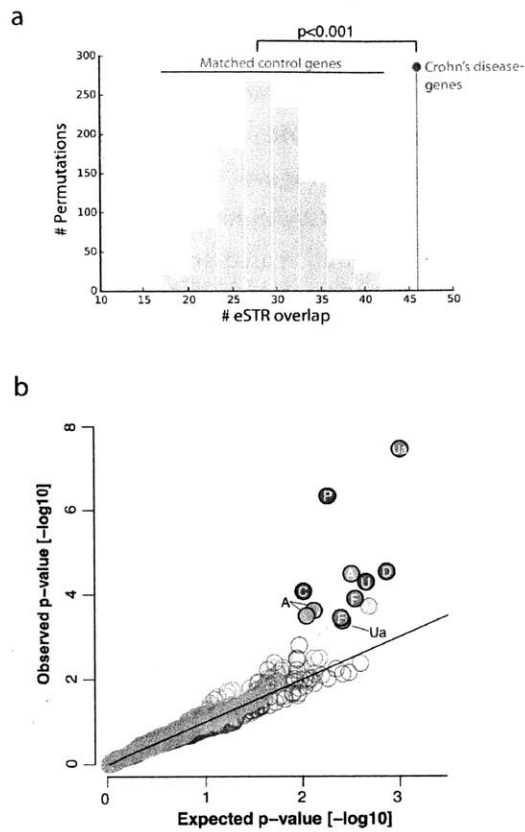 a
p<0.001
Matched control genes
Crohn's disease-
genes
300
250
200
150
100
50
0
10 15 20 25 30 35 40 45 50
# Permutations
# eSTR overlap
b
8
6
4
2
0
0 1 2 3
Observed p-value [-log10]
Expected p-value [-log10]
Ua
P
A
U
D
C
F
A
E
Ua